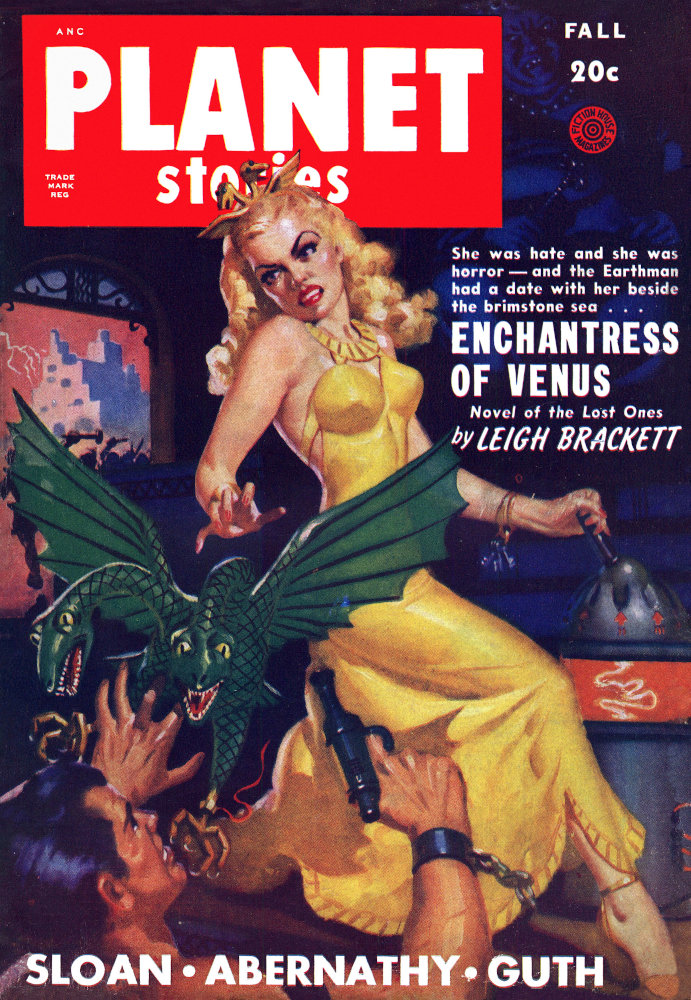 ANC
PLANET
stories
TRADE
MARK
REG
FALL
20c
FICTION HOUSE
MAGAZINES
She was hate and she was
horror — and the Earthman
had a date with her beside
the brimstone sea . . .
ENCHANTRESS
OF VENUS
Novel of the Lost Ones
by LEIGH BRACKETT
SLOAN • ABERNATHY • GUTH